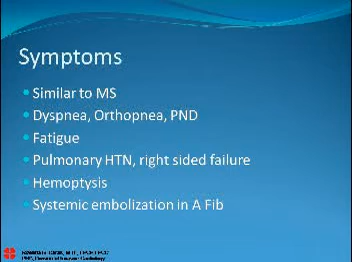 Symptoms
Similar to MS
Dyspnea, Orthopnea, PND
Fatigue
Pulmonary HTN, right sided failure
Hemoptysis
Systemic embolization in A Fib